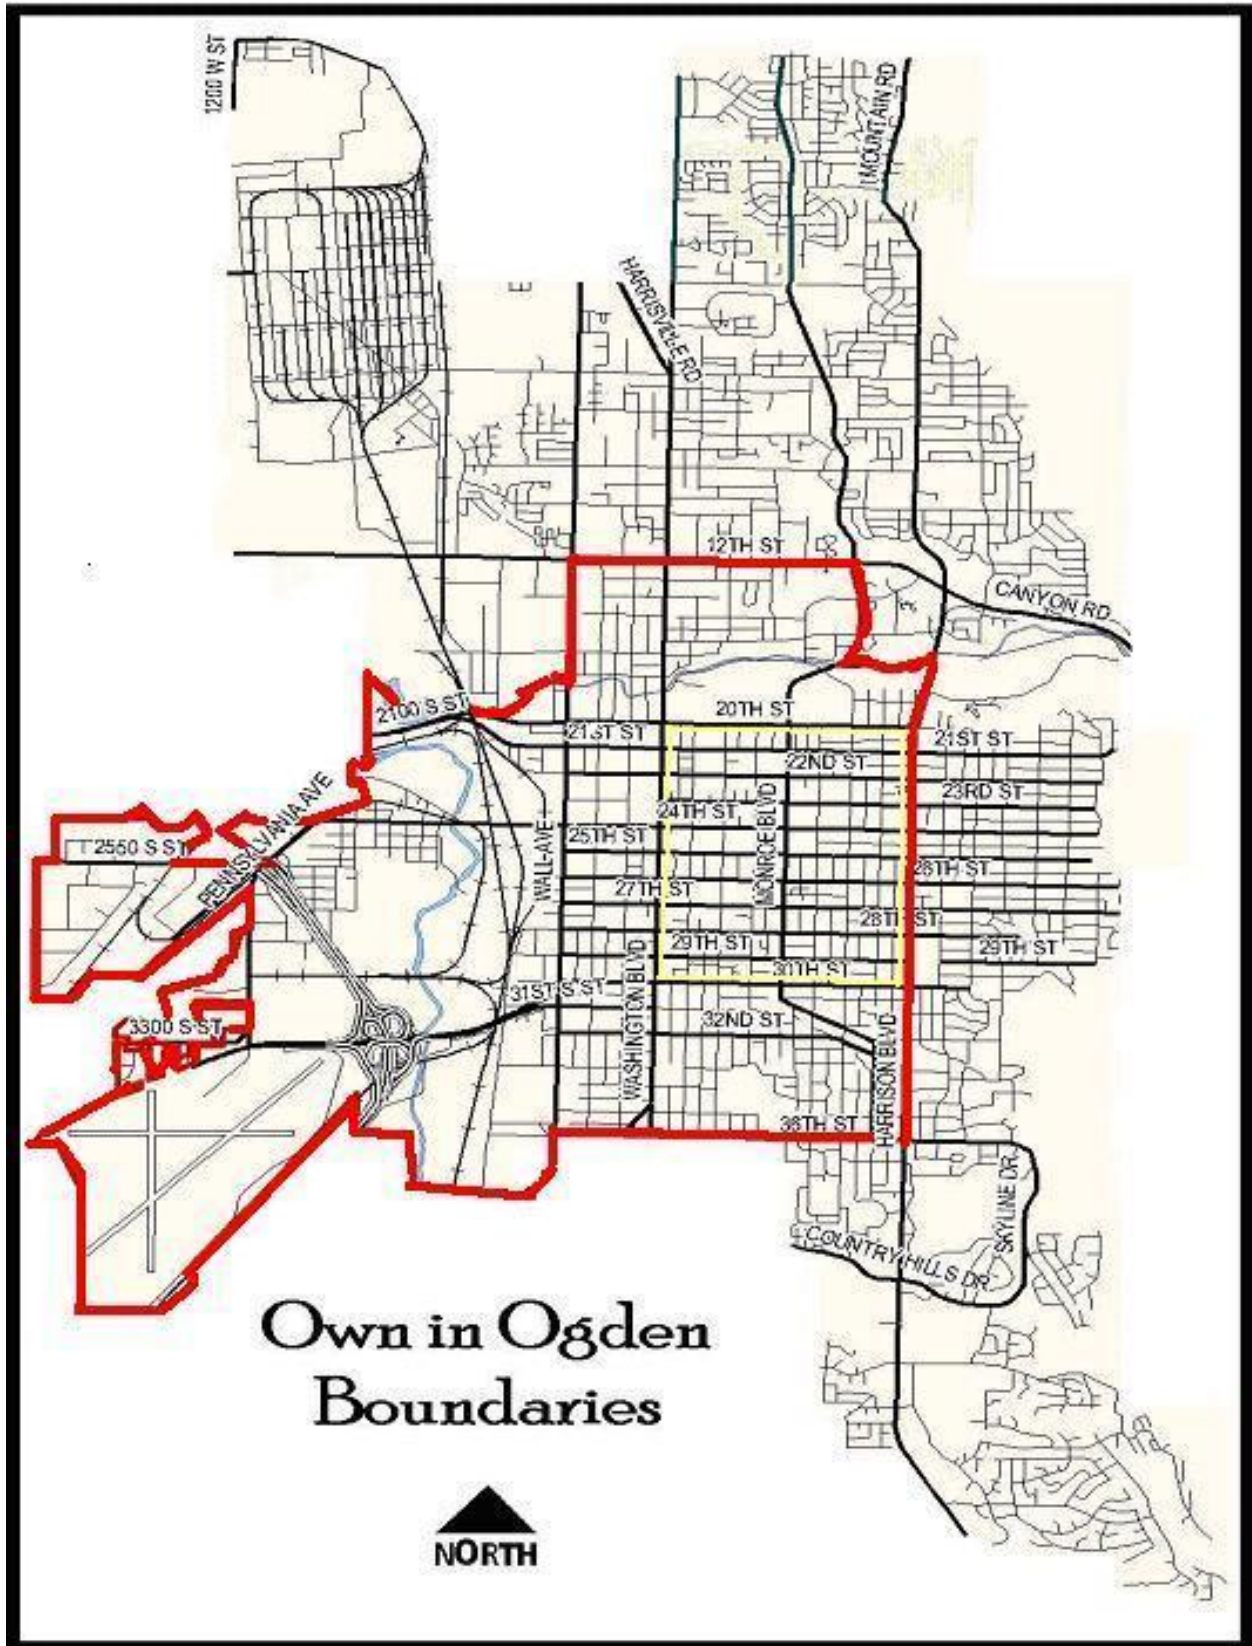 1200 W ST
MOUNTAIN RD
HARRISVILLE RD
12TH ST
CANYON RD
2100 S ST
20TH ST
21ST ST
21ST ST
22ND ST
23RD ST
24TH ST
PENNSYLVANIA AVE
2550 S ST
25TH ST
WALL AVE
MONROE BLVD
26TH ST
27TH ST
28TH ST
29TH ST
29TH ST
30TH ST
31ST S ST
WASHINGTON BLVD
32ND ST
3300 S ST
HARRISON BLVD
36TH ST
SKYLINE DR
COUNTRY HILLS DR
Own in Ogden
Boundaries
NORTH